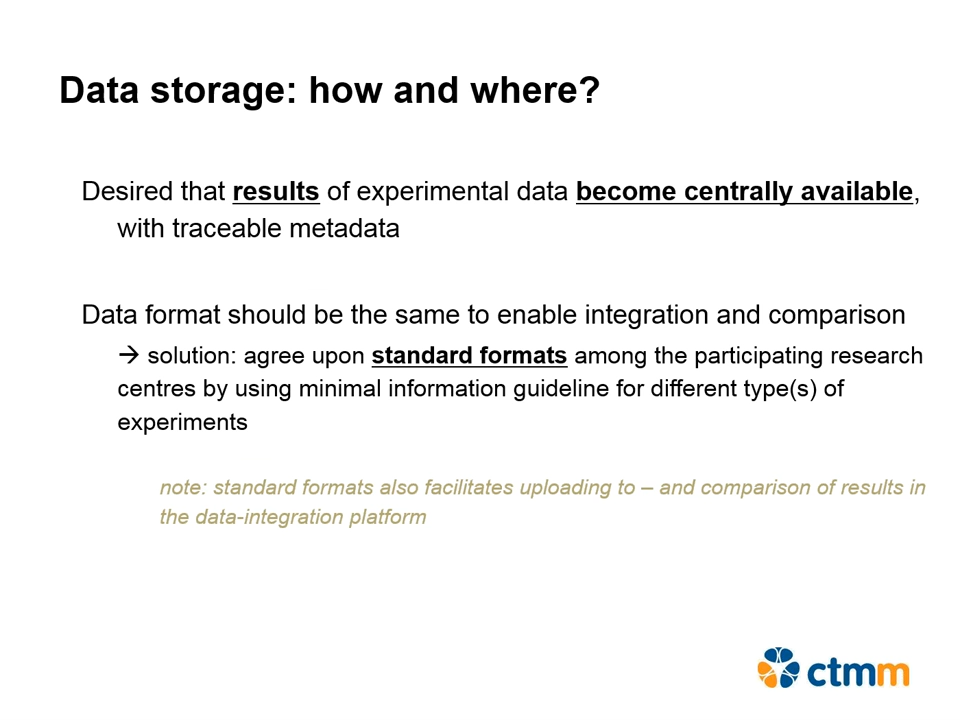 Data storage: how and where?
Desired that results of experimental data become centrally available,
with traceable metadata
Data format should be the same to enable integration and comparison
→ solution: agree upon standard formats among the participating research
centres by using minimal information guideline for different type(s) of
experiments
note: standard formats also facilitates uploading to – and comparison of results in
the data-integration platform
ctmm